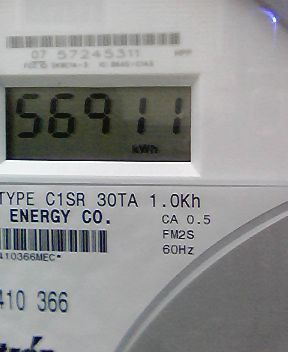 07 57245311
56911
kWh
TYPE C1SR 30TA 1.0Kh
ENERGY CO.
CA 0.5
FM2S
60Hz
410366MEC*
410 366